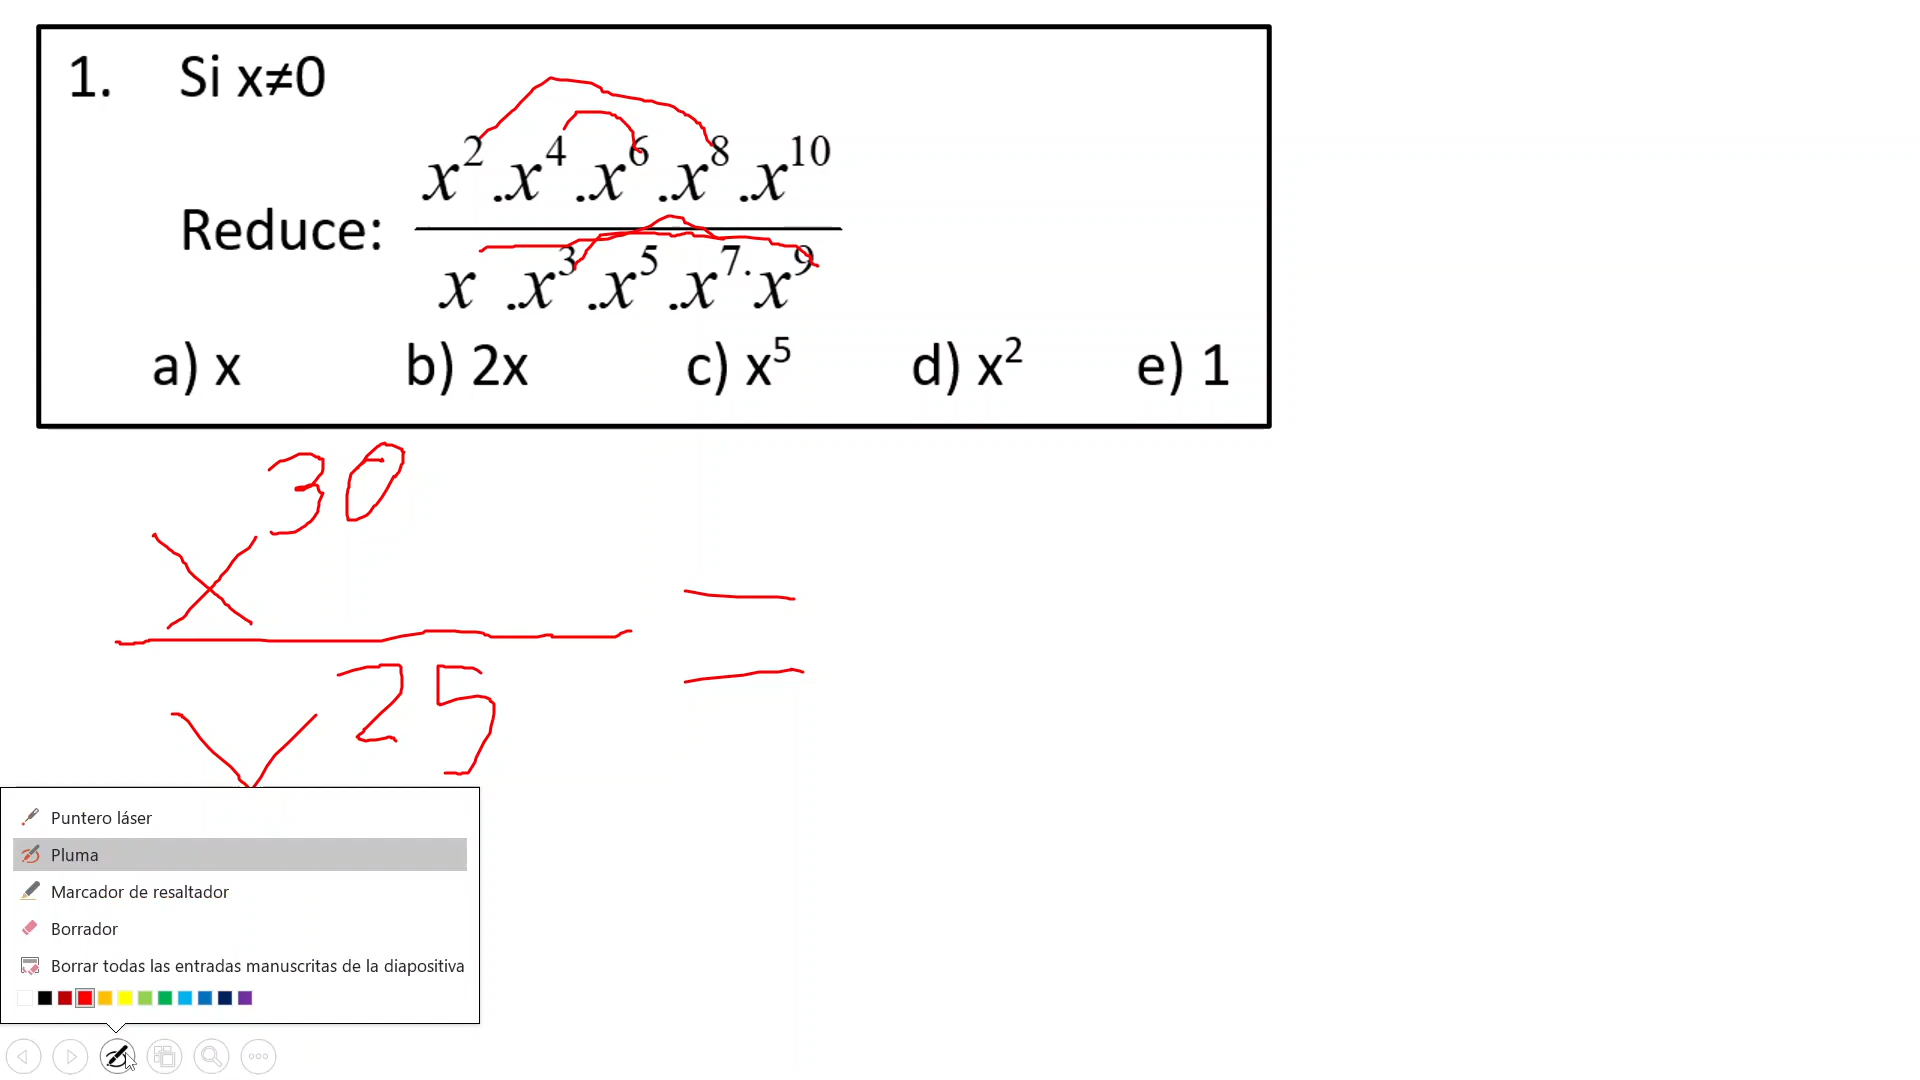 1. Si x≠0
x² .x⁴ .x⁶ .x⁸ .x¹⁰
Reduce:
x .x³ .x⁵ .x⁷· x⁹
a) x b) 2x c) x⁵ d) x² e) 1
x³⁰
=
x²⁵
Puntero láser
Pluma
Marcador de resaltador
Borrador
Borrar todas las entradas manuscritas de la diapositiva